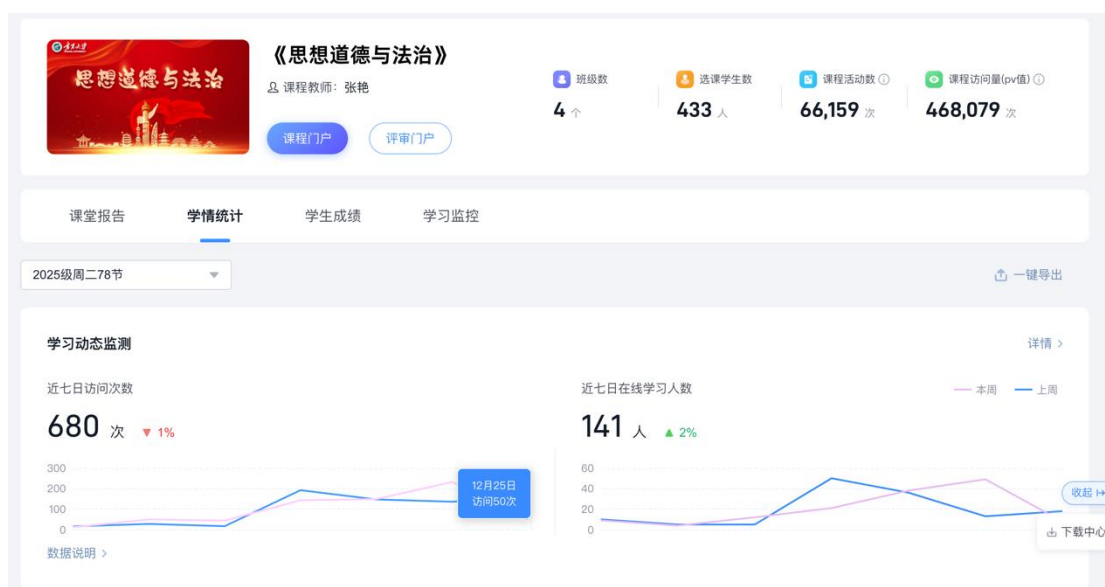 思想道德与法治
《思想道德与法治》
课程教师：张艳
课程门户
评审门户
班级数
4 个
选课学生数
433 人
课程活动数
66,159 次
课程访问量(pv值)
468,079 次
课堂报告 学情统计 学生成绩 学习监控
2025级周二78节
一键导出
学习动态监测
详情 >
近七日访问次数
680 次 ▼ 1%
300
200
100
0
12月25日
访问50次
数据说明 >
近七日在线学习人数
本周 上周
141 人 ▲ 2%
60
40
20
0
收起
下载中心